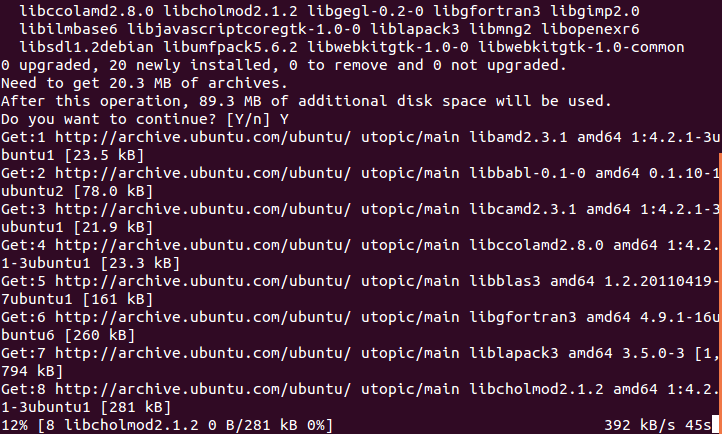 libccolamd2.8.0 libcholmod2.1.2 libgegl-0.2-0 libgfortran3 libgimp2.0
libilmbase6 libjavascriptcoregtk-1.0-0 liblapack3 libmng2 libopenexr6
libsdl1.2debian libumfpack5.6.2 libwebkitgtk-1.0-0 libwebkitgtk-1.0-common
0 upgraded, 20 newly installed, 0 to remove and 0 not upgraded.
Need to get 20.3 MB of archives.
After this operation, 89.3 MB of additional disk space will be used.
Do you want to continue? [Y/n] Y
Get:1 http://archive.ubuntu.com/ubuntu/ utopic/main libamd2.3.1 amd64 1:4.2.1-3u
buntu1 [23.5 kB]
Get:2 http://archive.ubuntu.com/ubuntu/ utopic/main libbabl-0.1-0 amd64 0.1.10-1
ubuntu2 [78.0 kB]
Get:3 http://archive.ubuntu.com/ubuntu/ utopic/main libcamd2.3.1 amd64 1:4.2.1-3
ubuntu1 [21.9 kB]
Get:4 http://archive.ubuntu.com/ubuntu/ utopic/main libccolamd2.8.0 amd64 1:4.2.
1-3ubuntu1 [23.3 kB]
Get:5 http://archive.ubuntu.com/ubuntu/ utopic/main libblas3 amd64 1.2.20110419-
7ubuntu1 [161 kB]
Get:6 http://archive.ubuntu.com/ubuntu/ utopic/main libgfortran3 amd64 4.9.1-16u
buntu6 [260 kB]
Get:7 http://archive.ubuntu.com/ubuntu/ utopic/main liblapack3 amd64 3.5.0-3 [1,
794 kB]
Get:8 http://archive.ubuntu.com/ubuntu/ utopic/main libcholmod2.1.2 amd64 1:4.2.
1-3ubuntu1 [281 kB]
12% [8 libcholmod2.1.2 0 B/281 kB 0%] 392 kB/s 45s